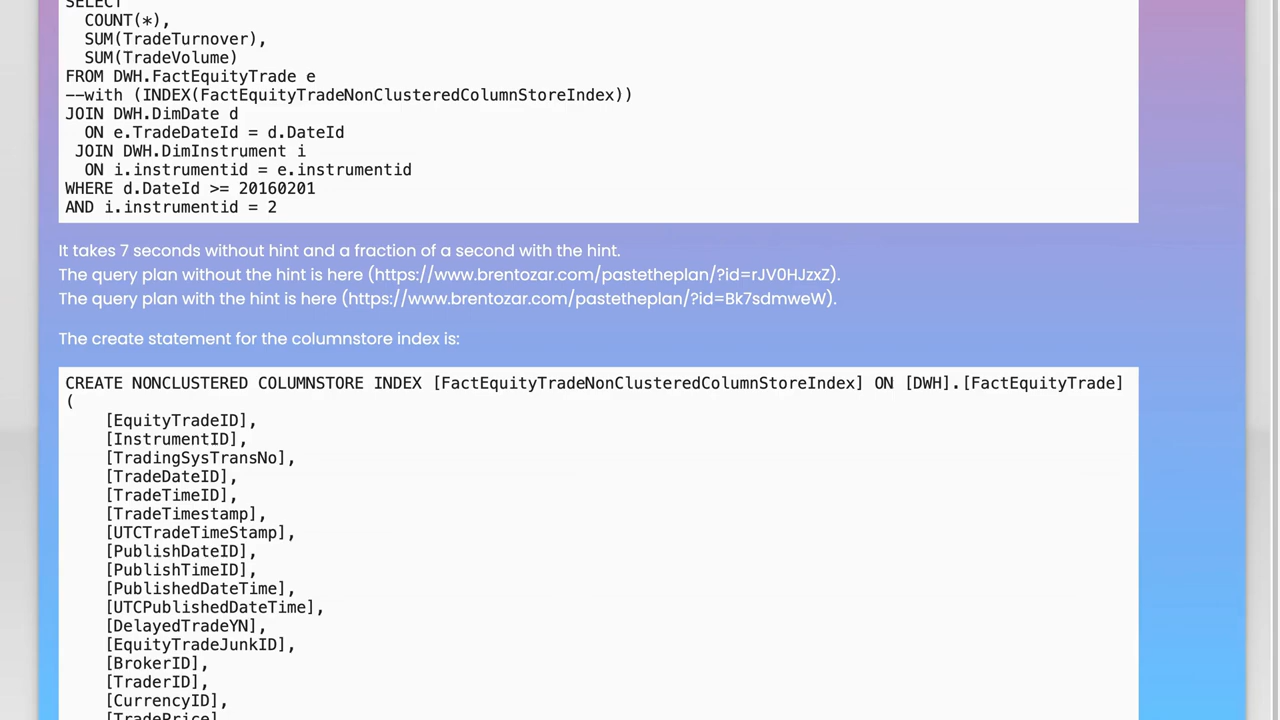 SELECT
COUNT(*),
SUM(TradeTurnover),
SUM(TradeVolume)
FROM DWH.FactEquityTrade e
--with (INDEX(FactEquityTradeNonClusteredColumnStoreIndex))
JOIN DWH.DimDate d
ON e.TradeDateId = d.DateId
JOIN DWH.DimInstrument i
ON i.instrumentid = e.instrumentid
WHERE d.DateId >= 20160201
AND i.instrumentid = 2
It takes 7 seconds without hint and a fraction of a second with the hint.
The query plan without the hint is here (https://www.brentozar.com/pastetheplan/?id=rJV0HJzxZ).
The query plan with the hint is here (https://www.brentozar.com/pastetheplan/?id=Bk7sdmweW).
The create statement for the columnstore index is:
CREATE NONCLUSTERED COLUMNSTORE INDEX [FactEquityTradeNonClusteredColumnStoreIndex] ON [DWH].[FactEquityTrade]
(
[EquityTradeID],
[InstrumentID],
[TradingSysTransNo],
[TradeDateID],
[TradeTimeID],
[TradeTimestamp],
[UTCTradeTimeStamp],
[PublishDateID],
[PublishTimeID],
[PublishedDateTime],
[UTCPublishedDateTime],
[DelayedTradeYN],
[EquityTradeJunkID],
[BrokerID],
[TraderID],
[CurrencyID],
[TradePrice]